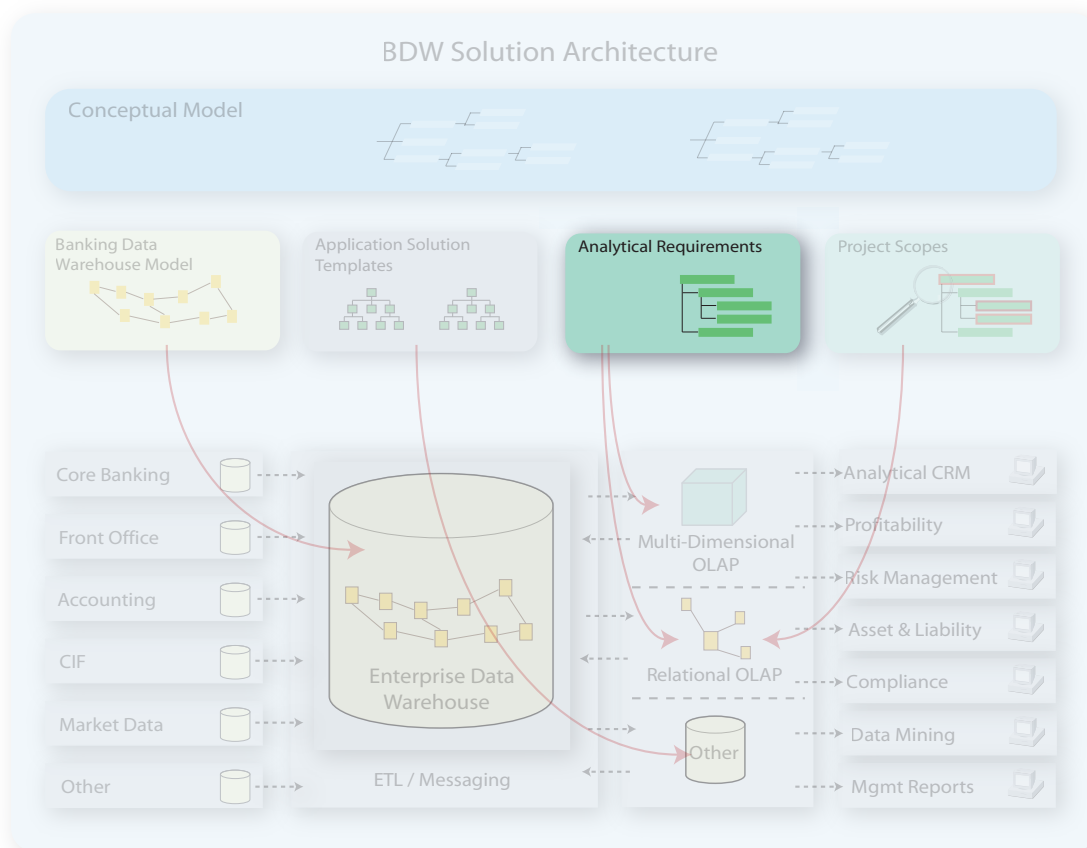 BDW Solution Architecture
Conceptual Model
Banking Data
Warehouse Model
Application Solution
Templates
Analytical Requirements
Project Scopes
Core Banking
Front Office
Accounting
CIF
Market Data
Other
Enterprise Data
Warehouse
ETL / Messaging
Multi-Dimensional
OLAP
Relational OLAP
Other
Analytical CRM
Profitability
Risk Management
Asset & Liability
Compliance
Data Mining
Mgmt Reports